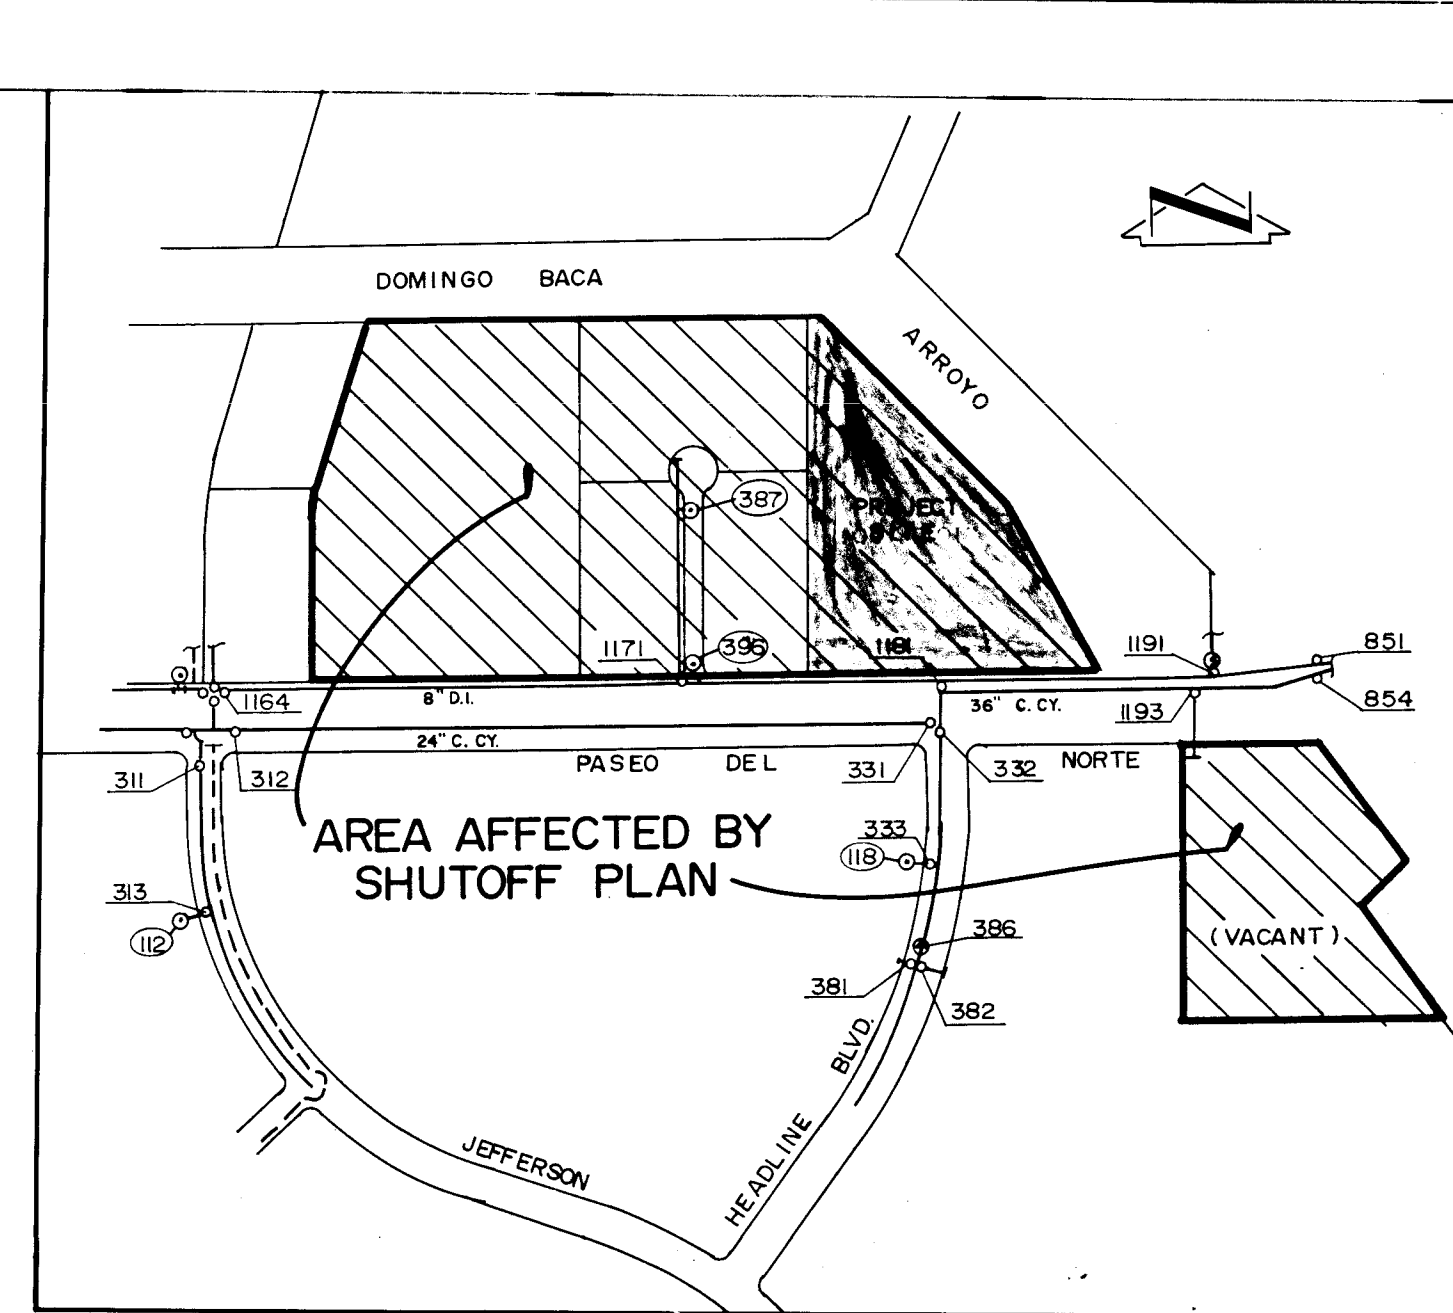 DOMINGO BACA
ARROYO
387
PROJECT
1171
396
1181
1191
851
1164
8" D.I.
36" C. CY.
1193
854
24" C. CY.
311
312
PASEO DEL
331
332
NORTE
AREA AFFECTED BY
SHUTOFF PLAN
333
118
313
112
386
(VACANT)
381
382
BLVD.
HEADLINE
JEFFERSON